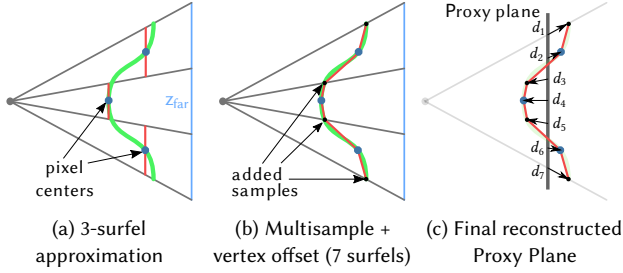 Proxy plane
d₁
d₂
d₃
d₄
d₅
d₆
d₇
Zfar
pixel
centers
added
samples
(a) 3-surfel
approximation
(b) Multisample +
vertex offset (7 surfels)
(c) Final reconstructed
Proxy Plane